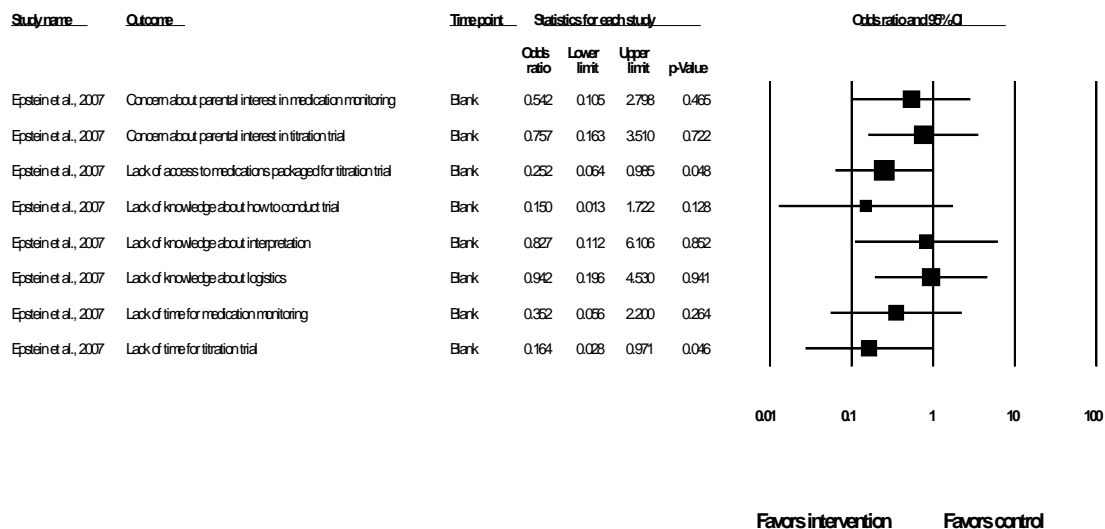 Study name Outcome Time point Statistics for each study Odds ratio and 95% CI
Odds Lower Upper
ratio limit limit p-Value
Epstein et al., 2007 Concern about parental interest in medication monitoring Blank 0.542 0.105 2.798 0.465
Epstein et al., 2007 Concern about parental interest in titration trial Blank 0.757 0.163 3.510 0.722
Epstein et al., 2007 Lack of access to medications packaged for titration trial Blank 0.252 0.064 0.985 0.048
Epstein et al., 2007 Lack of knowledge about how to conduct trial Blank 0.150 0.013 1.722 0.128
Epstein et al., 2007 Lack of knowledge about interpretation Blank 0.827 0.112 6.106 0.852
Epstein et al., 2007 Lack of knowledge about logistics Blank 0.942 0.196 4.530 0.941
Epstein et al., 2007 Lack of time for medication monitoring Blank 0.352 0.056 2.200 0.264
Epstein et al., 2007 Lack of time for titration trial Blank 0.164 0.028 0.971 0.046
0.01 0.1 1 10 100
Favors intervention Favors control